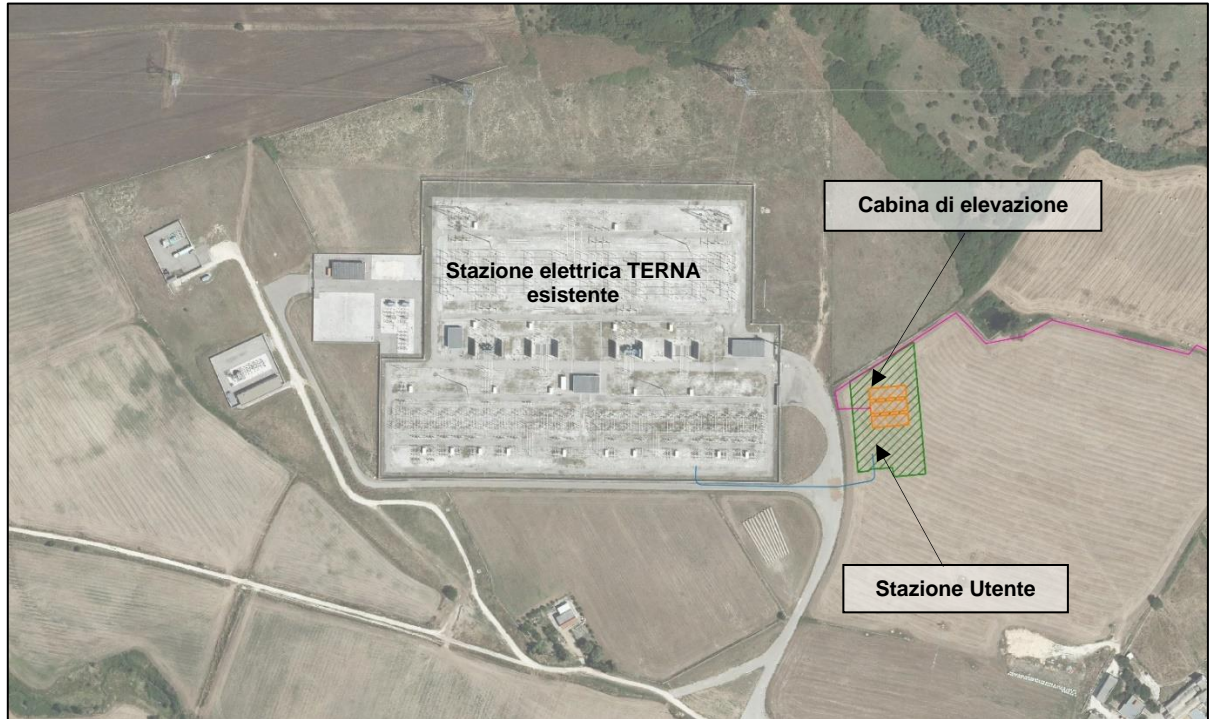 Cabina di elevazione
Stazione elettrica TERNA
esistente
Stazione Utente